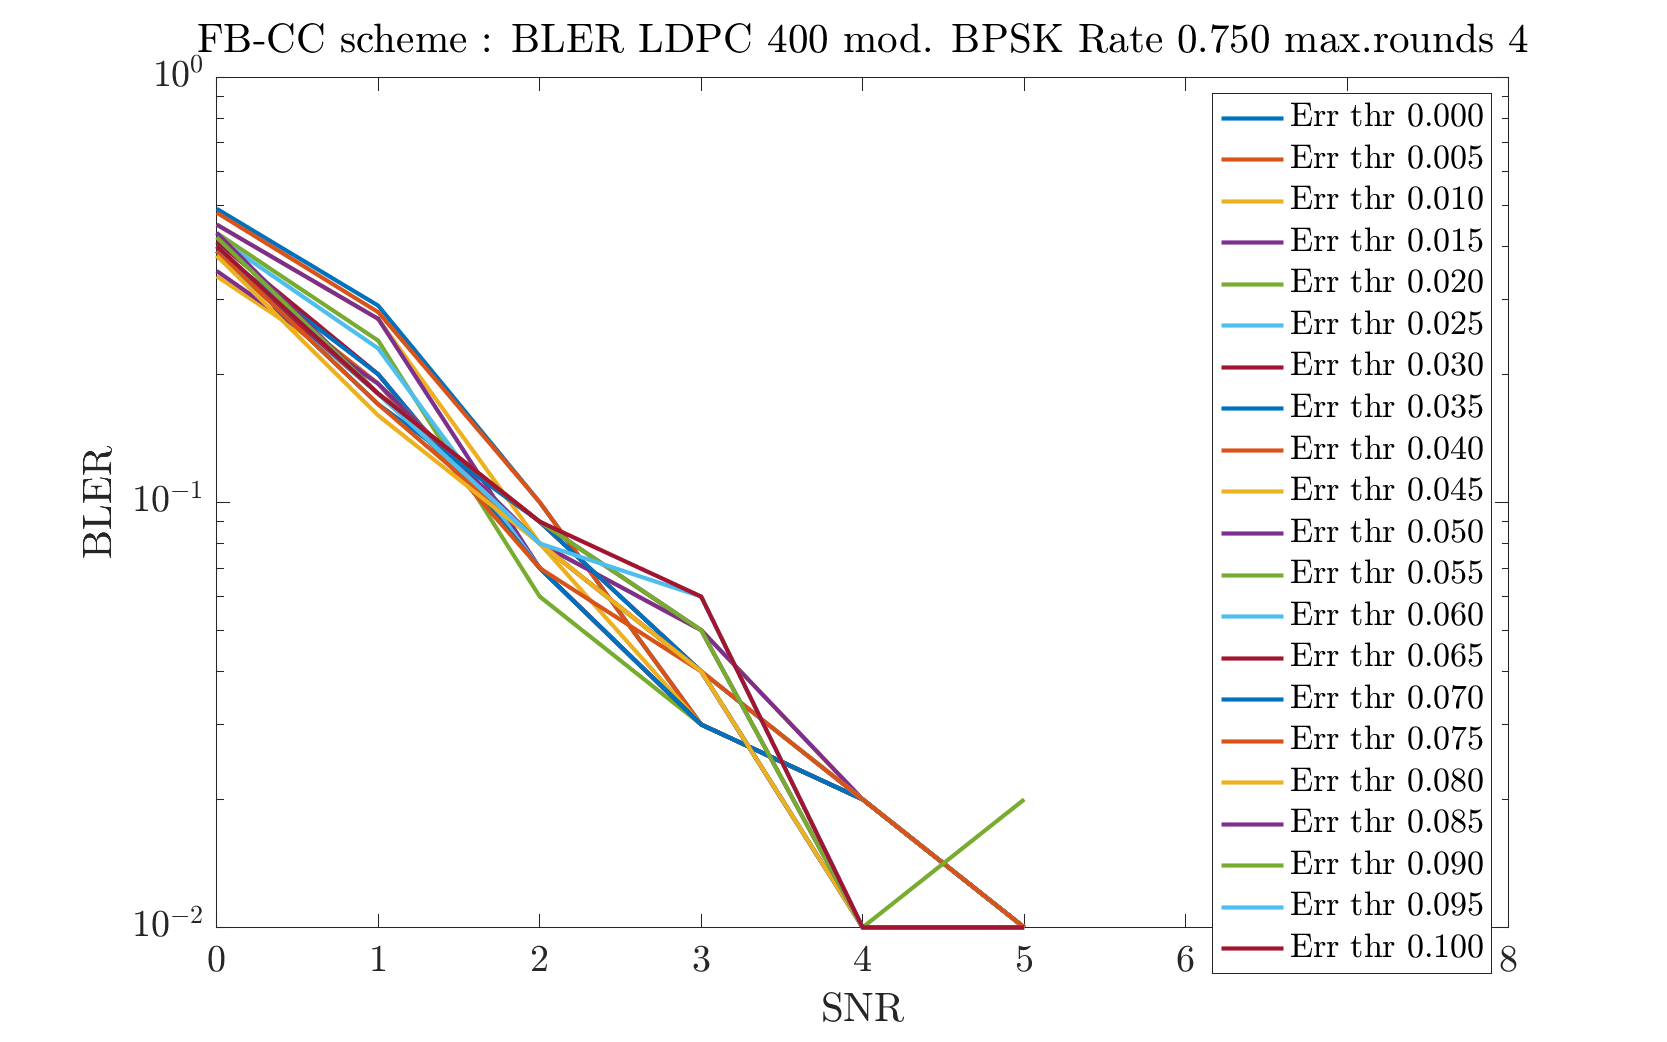 FB-CC scheme : BLER LDPC 400 mod. BPSK Rate 0.750 max.rounds 4
10^0
10^-1
10^-2
BLER
0 1 2 3 4 5 6 8
SNR
Err thr 0.000
Err thr 0.005
Err thr 0.010
Err thr 0.015
Err thr 0.020
Err thr 0.025
Err thr 0.030
Err thr 0.035
Err thr 0.040
Err thr 0.045
Err thr 0.050
Err thr 0.055
Err thr 0.060
Err thr 0.065
Err thr 0.070
Err thr 0.075
Err thr 0.080
Err thr 0.085
Err thr 0.090
Err thr 0.095
Err thr 0.100